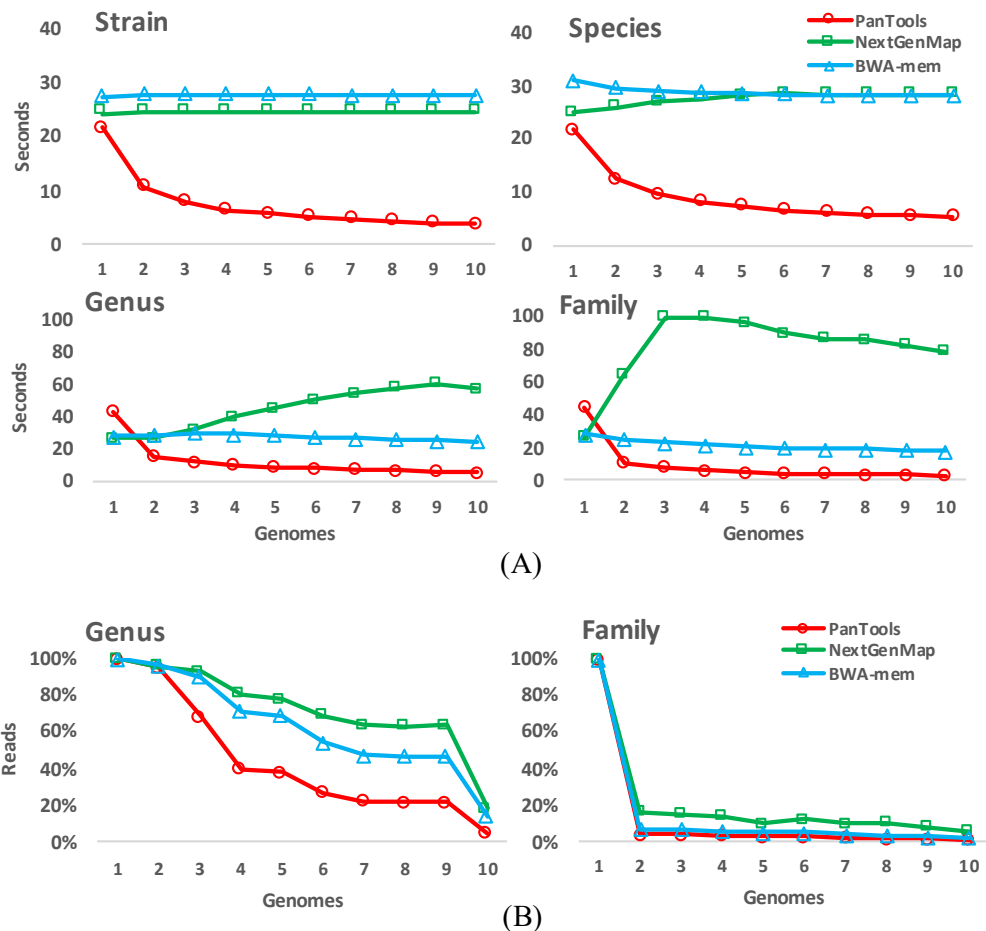 Strain
Seconds
40
30
20
10
0
1 2 3 4 5 6 7 8 9 10
Species
PanTools
NextGenMap
BWA-mem
40
30
20
10
0
1 2 3 4 5 6 7 8 9 10
Genus
Seconds
100
80
60
40
20
0
1 2 3 4 5 6 7 8 9 10
Genomes
Family
100
80
60
40
20
0
1 2 3 4 5 6 7 8 9 10
Genomes
(A)
Genus
Reads
100%
80%
60%
40%
20%
0%
1 2 3 4 5 6 7 8 9 10
Genomes
Family
PanTools
NextGenMap
BWA-mem
100%
80%
60%
40%
20%
0%
1 2 3 4 5 6 7 8 9 10
Genomes
(B)